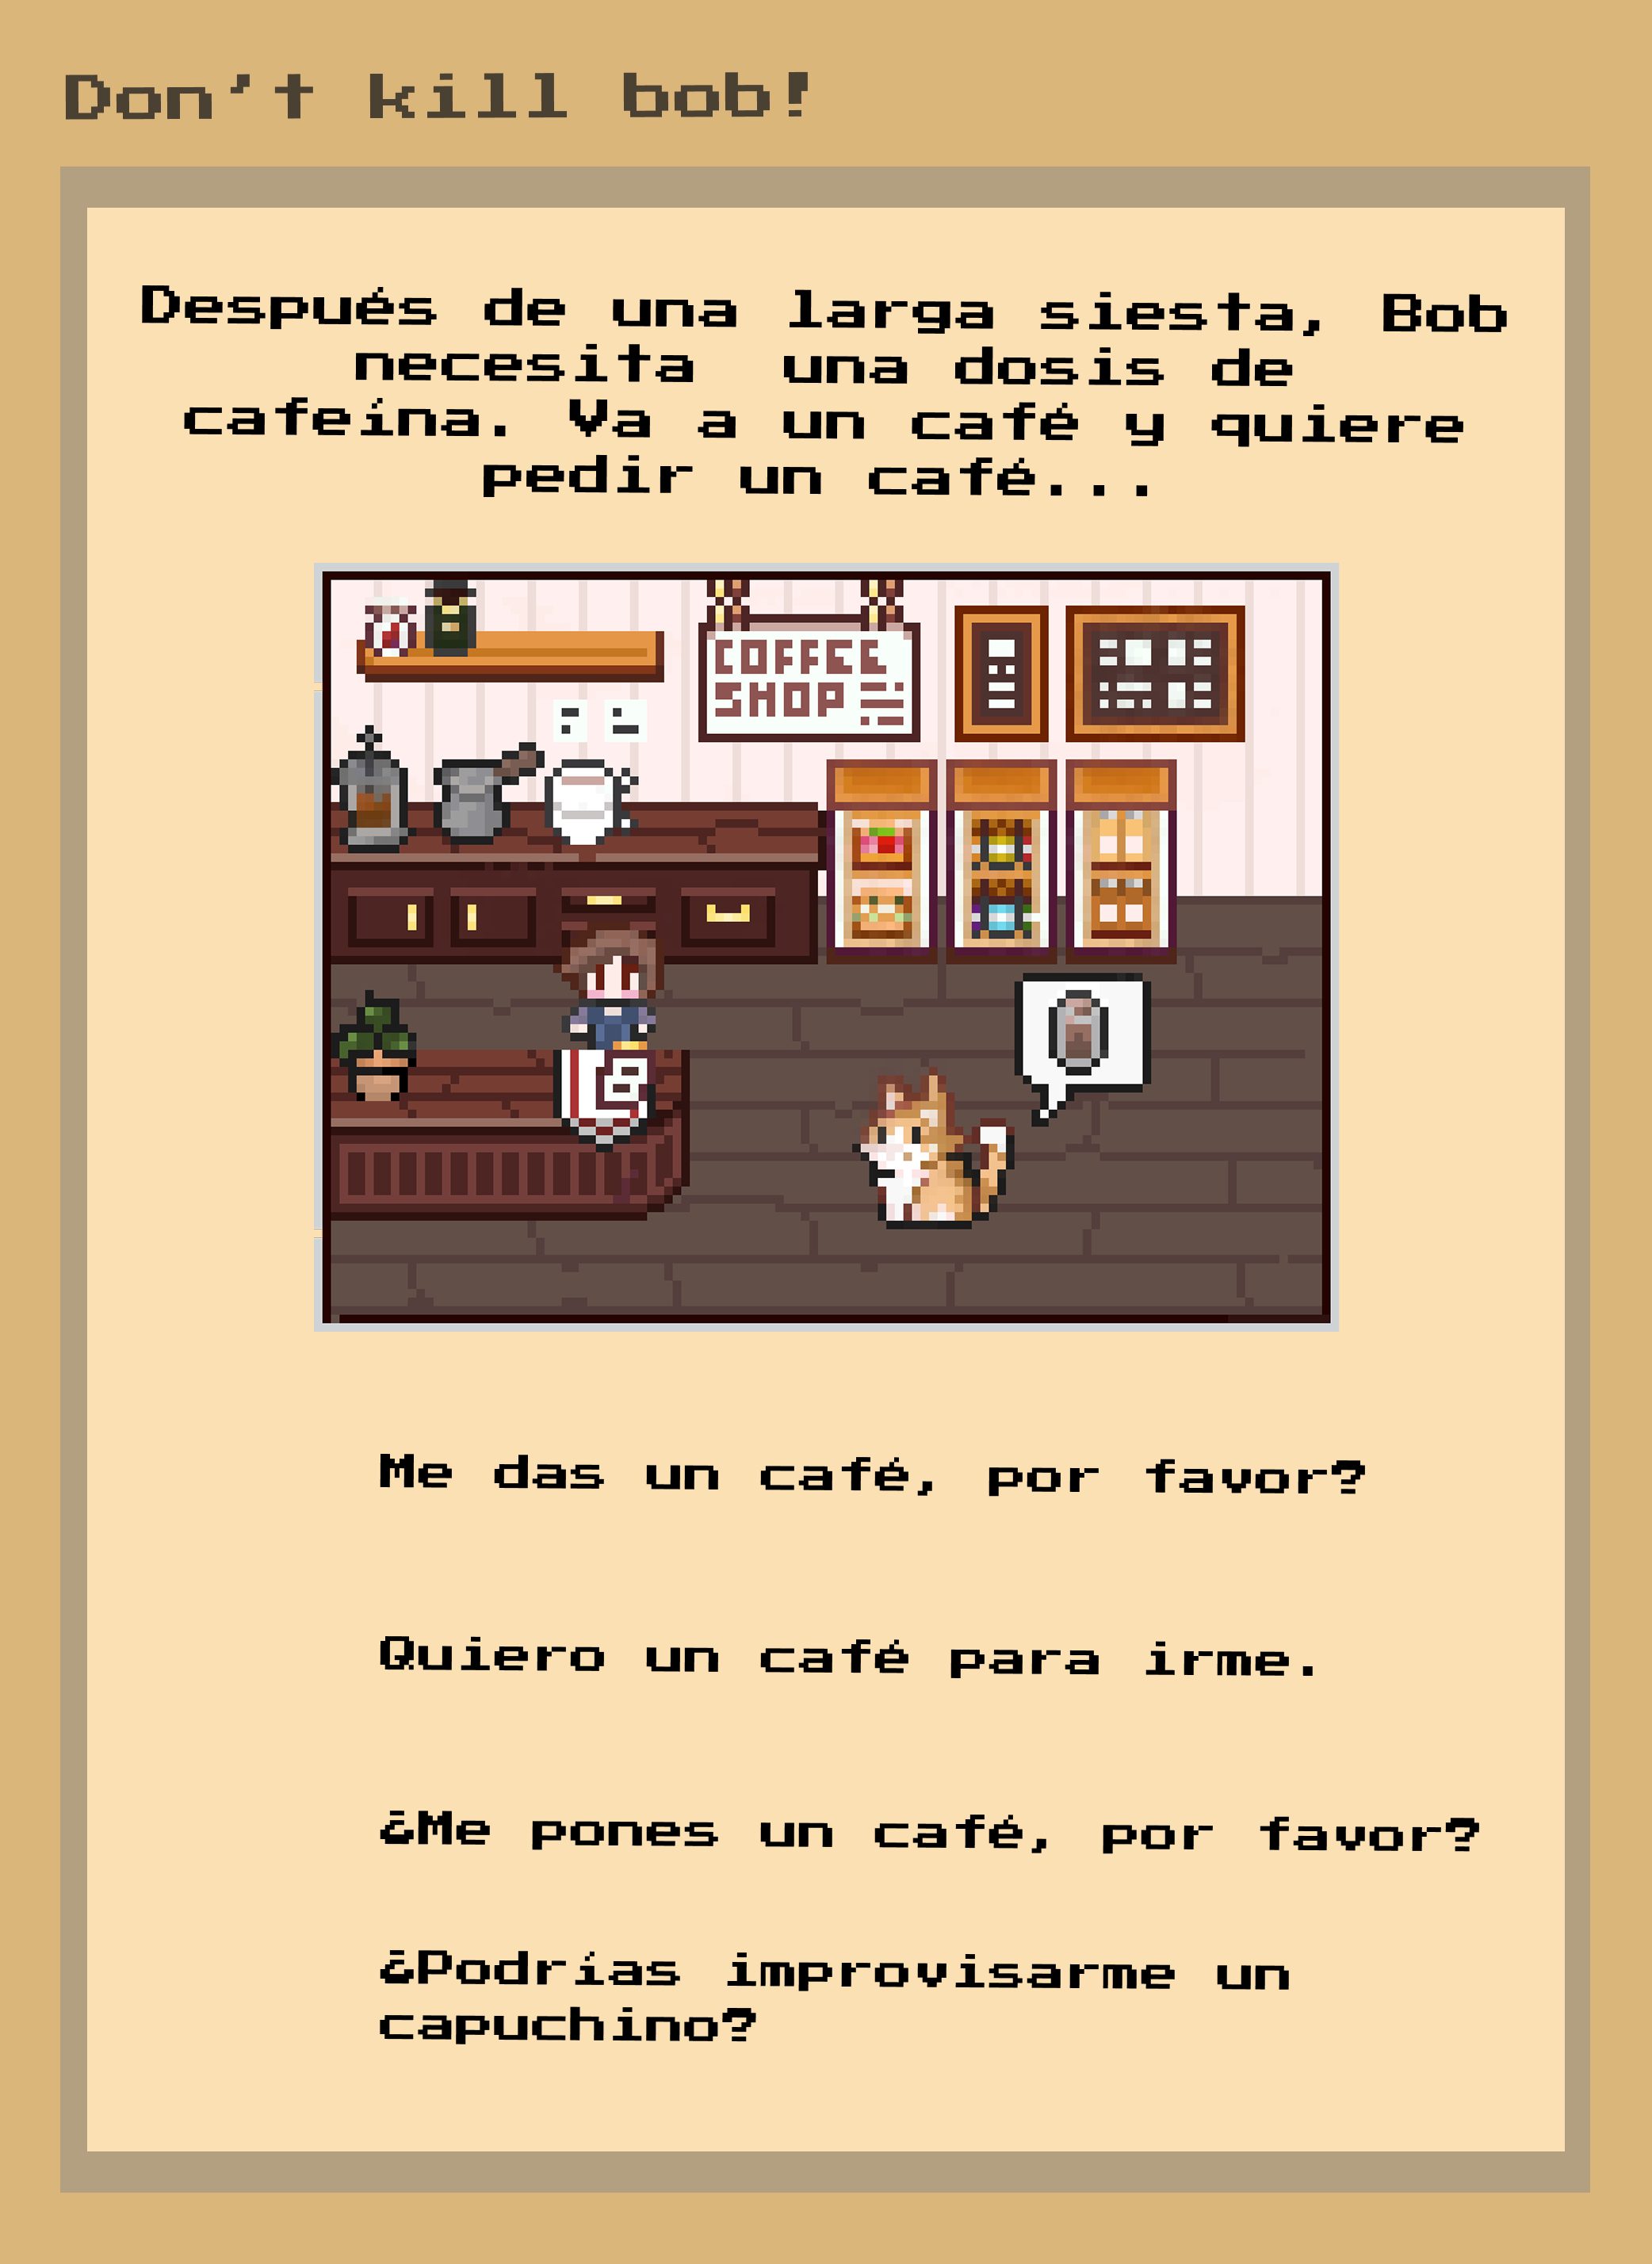 Don't kill bob!
Después de una larga siesta, Bob
necesita una dosis de
cafeína. Va a un café y quiere
pedir un café...
COFFEE
SHOP
Me das un café, por favor?
Quiero un café para irme.
¿Me pones un café, por favor?
¿Podrías improvisarme un
capuchino?